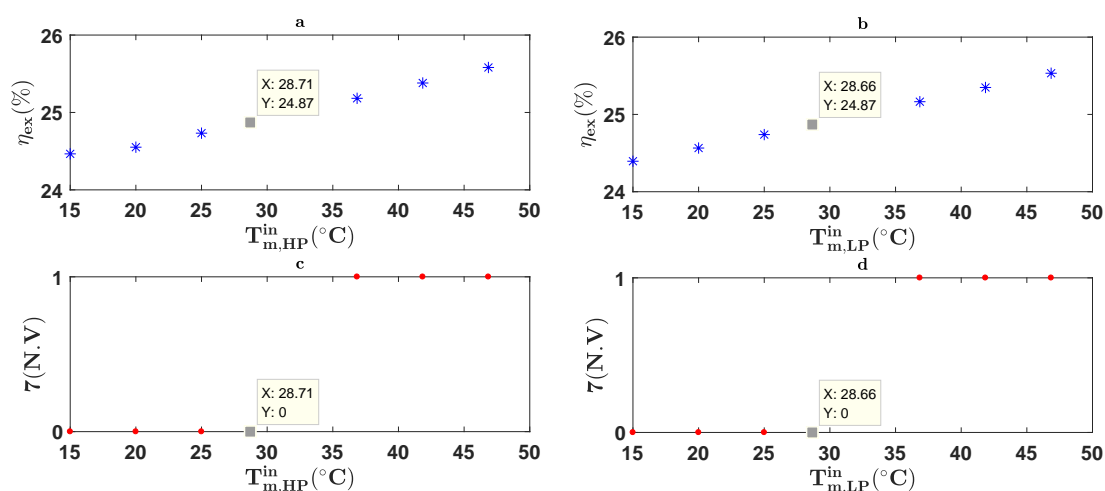 a
26
25
24
η_ex(%)
X: 28.71
Y: 24.87
15 20 25 30 35 40 45 50
T^in_m,HP(°C)
b
26
25
24
η_ex(%)
X: 28.66
Y: 24.87
15 20 25 30 35 40 45 50
T^in_m,LP(°C)
c
1
0
7(N.V)
X: 28.71
Y: 0
15 20 25 30 35 40 45 50
T^in_m,HP(°C)
d
1
0
7(N.V)
X: 28.66
Y: 0
15 20 25 30 35 40 45 50
T^in_m,LP(°C)